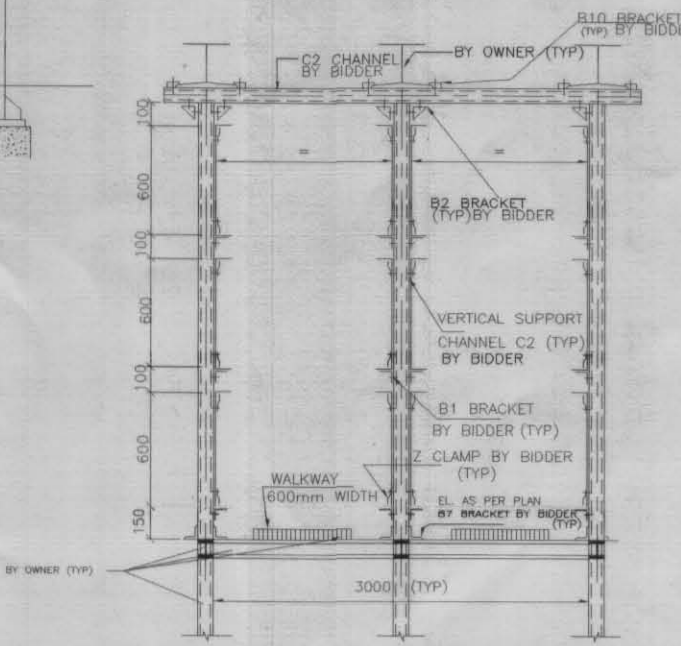 B10 BRACKET
(TYP) BY BIDDE
C2 CHANNEL
BY BIDDER
BY OWNER (TYP)
100
=
=
600
B2 BRACKET
(TYP) BY BIDDER
100
600
VERTICAL SUPPORT
CHANNEL C2 (TYP)
BY BIDDER
100
B1 BRACKET
BY BIDDER (TYP)
600
Z CLAMP BY BIDDER
(TYP)
WALKWAY
600mm WIDTH
EL. AS PER PLAN
B7 BRACKET BY BIDDER
(TYP)
150
BY OWNER (TYP)
3000 (TYP)